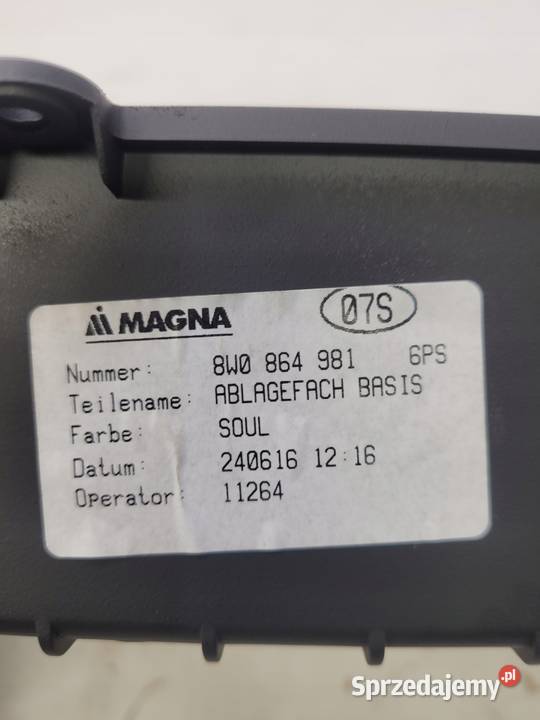 MAGNA 07S
Nummer: 8W0 864 981 6PS
Teilename: ABLAGEFACH BASIS
Farbe: SOUL
Datum: 240616 12:16
Operator: 11264
Sprzedajemy.pl